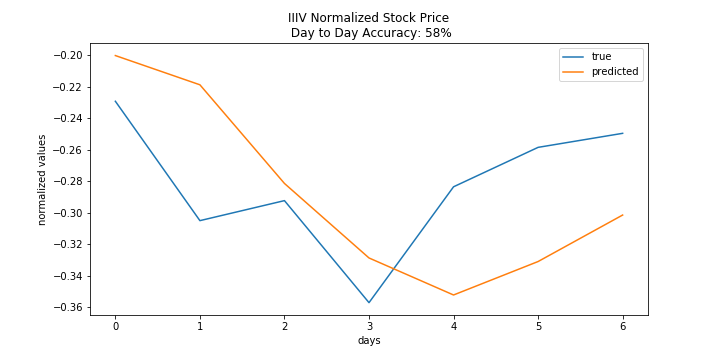 IIIV Normalized Stock Price
Day to Day Accuracy: 58%
true
predicted
normalized values
−0.20
−0.22
−0.24
−0.26
−0.28
−0.30
−0.32
−0.34
−0.36
0 1 2 3 4 5 6
days